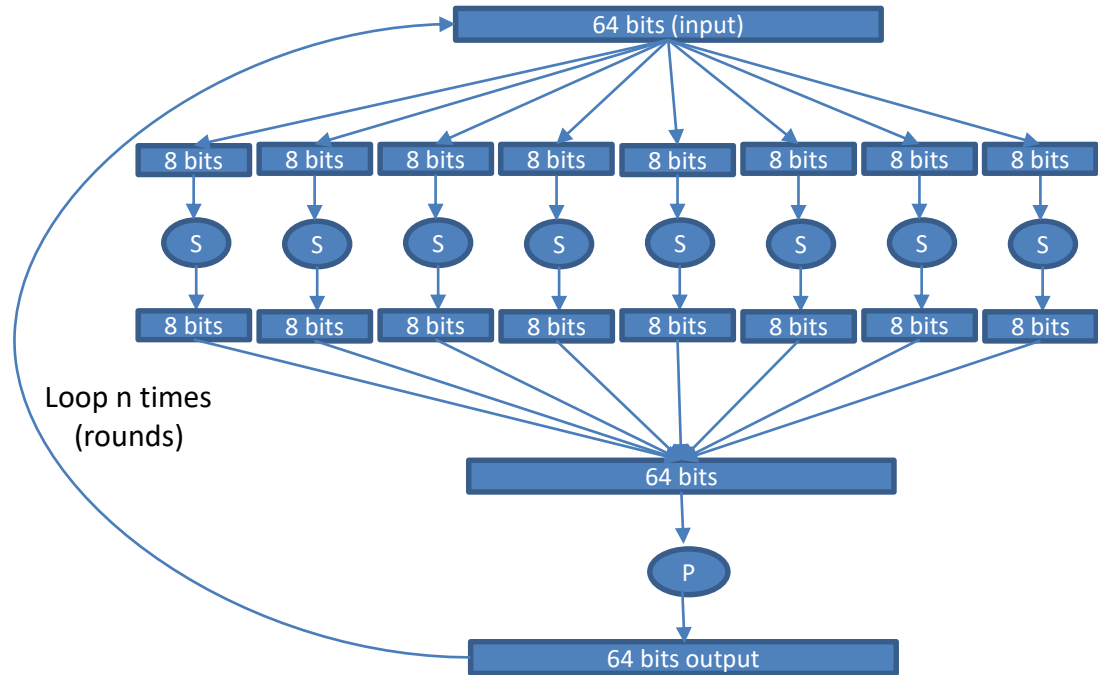 64 bits (input)
8 bits 8 bits 8 bits 8 bits 8 bits 8 bits 8 bits 8 bits
S S S S S S S S
8 bits 8 bits 8 bits 8 bits 8 bits 8 bits 8 bits 8 bits
Loop n times
(rounds)
64 bits
P
64 bits output